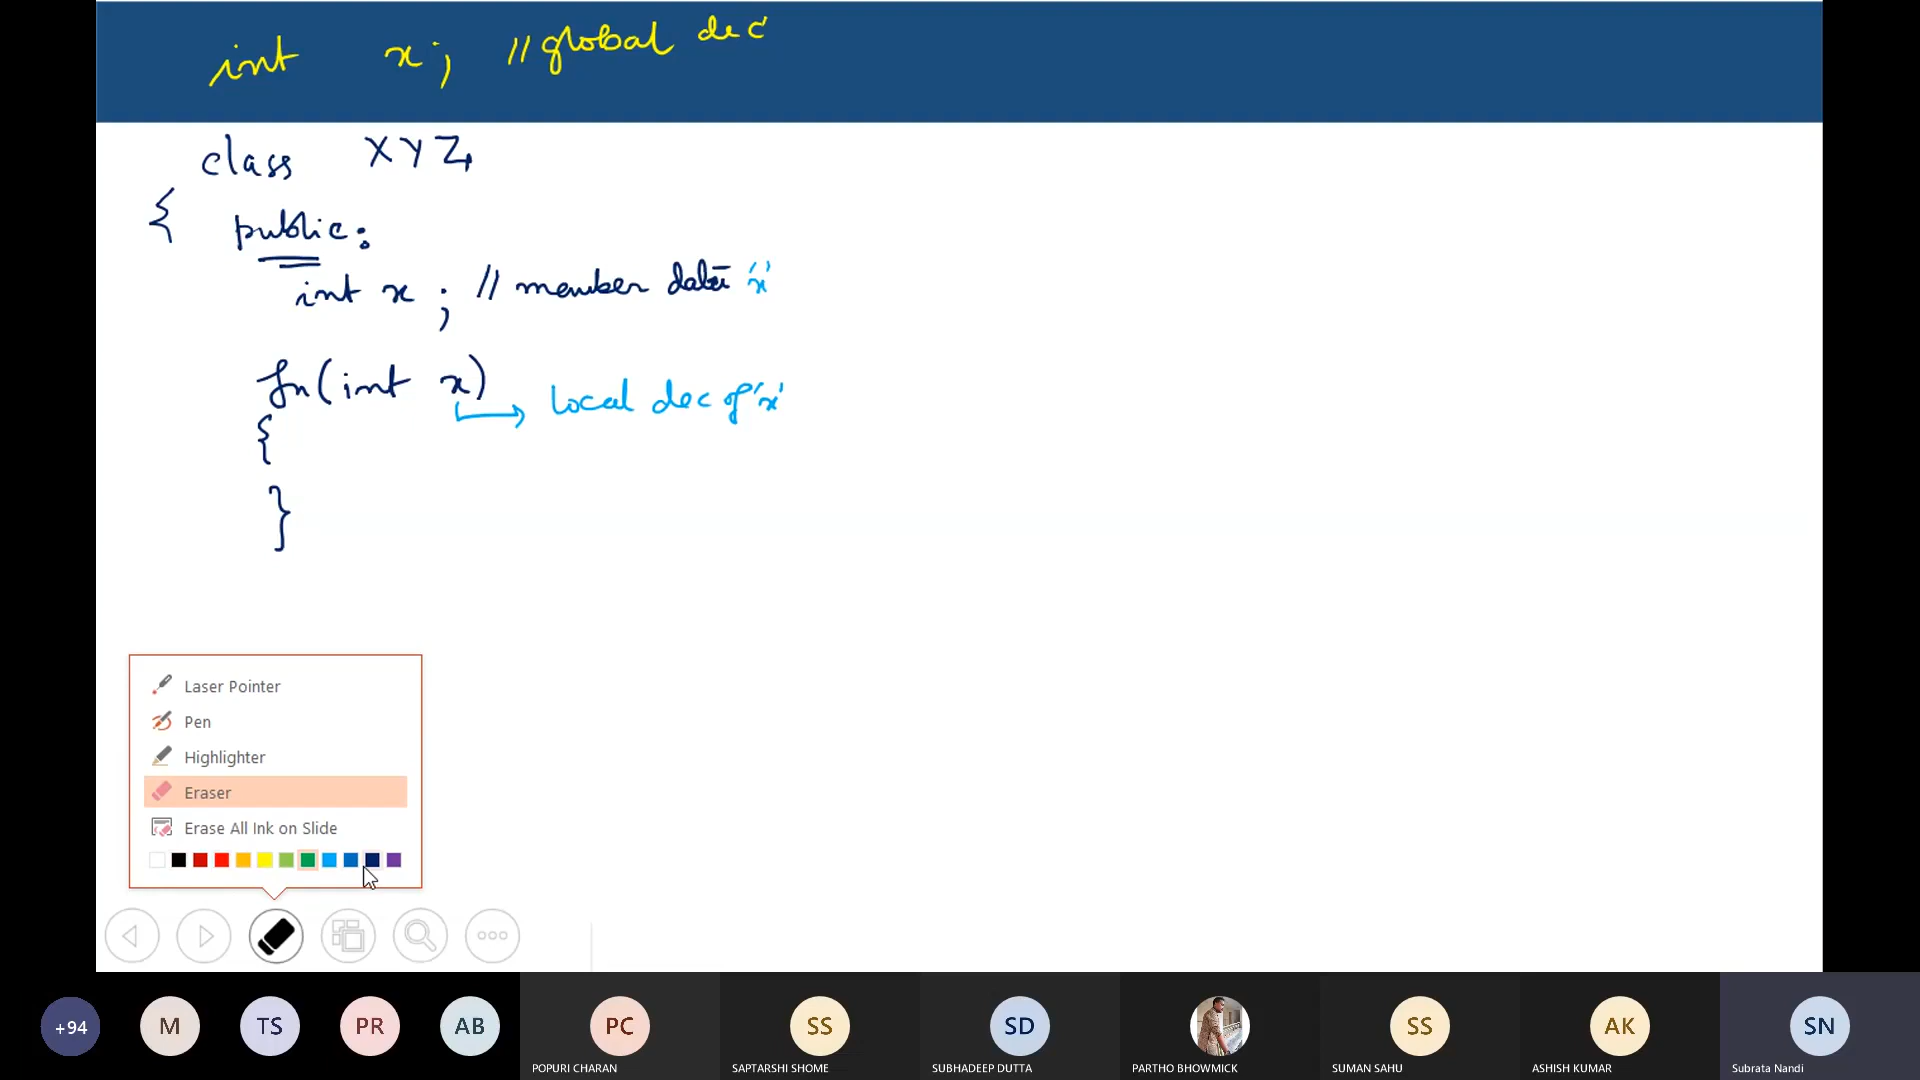 int x; //global dec
class XYZ
{ public:
int x; // member data 'x'
fn(int x)
local dec of 'x'
{
}
Laser Pointer
Pen
Highlighter
Eraser
Erase All Ink on Slide
+94 M TS PR AB PC SS SD SS AK SN
POPURI CHARAN SAPTARSHI SHOME SUBHADEEP DUTTA PARTHO BHOWMICK SUMAN SAHU ASHISH KUMAR Subrata Nandi